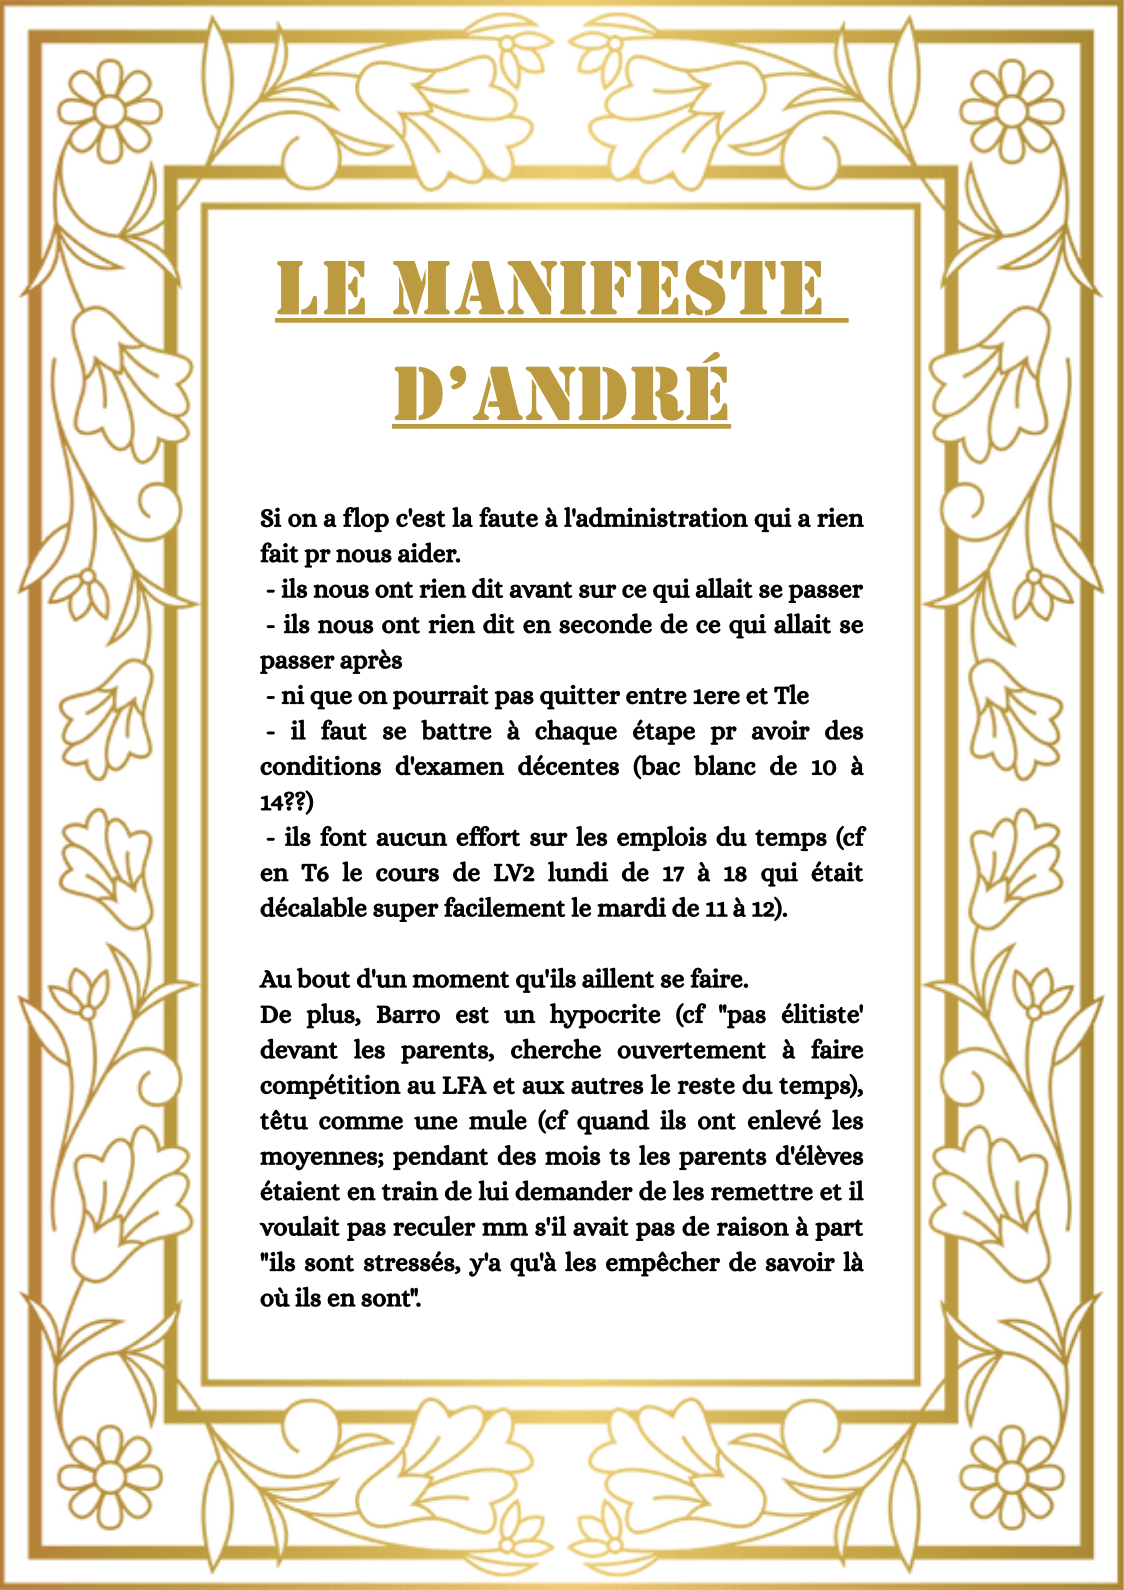 LE MANIFESTE
D'ANDRÉ
Si on a flop c'est la faute à l'administration qui a rien
fait pr nous aider.
- ils nous ont rien dit avant sur ce qui allait se passer
- ils nous ont rien dit en seconde de ce qui allait se
passer après
- ni que on pourrait pas quitter entre 1ere et Tle
- il faut se battre à chaque étape pr avoir des
conditions d'examen décentes (bac blanc de 10 à
14??)
- ils font aucun effort sur les emplois du temps (cf
en T6 le cours de LV2 lundi de 17 à 18 qui était
décalable super facilement le mardi de 11 à 12).
Au bout d'un moment qu'ils aillent se faire.
De plus, Barro est un hypocrite (cf "pas élitiste'
devant les parents, cherche ouvertement à faire
compétition au LFA et aux autres le reste du temps),
têtu comme une mule (cf quand ils ont enlevé les
moyennes; pendant des mois ts les parents d'élèves
étaient en train de lui demander de les remettre et il
voulait pas reculer mm s'il avait pas de raison à part
"ils sont stressés, y'a qu'à les empêcher de savoir là
où ils en sont".